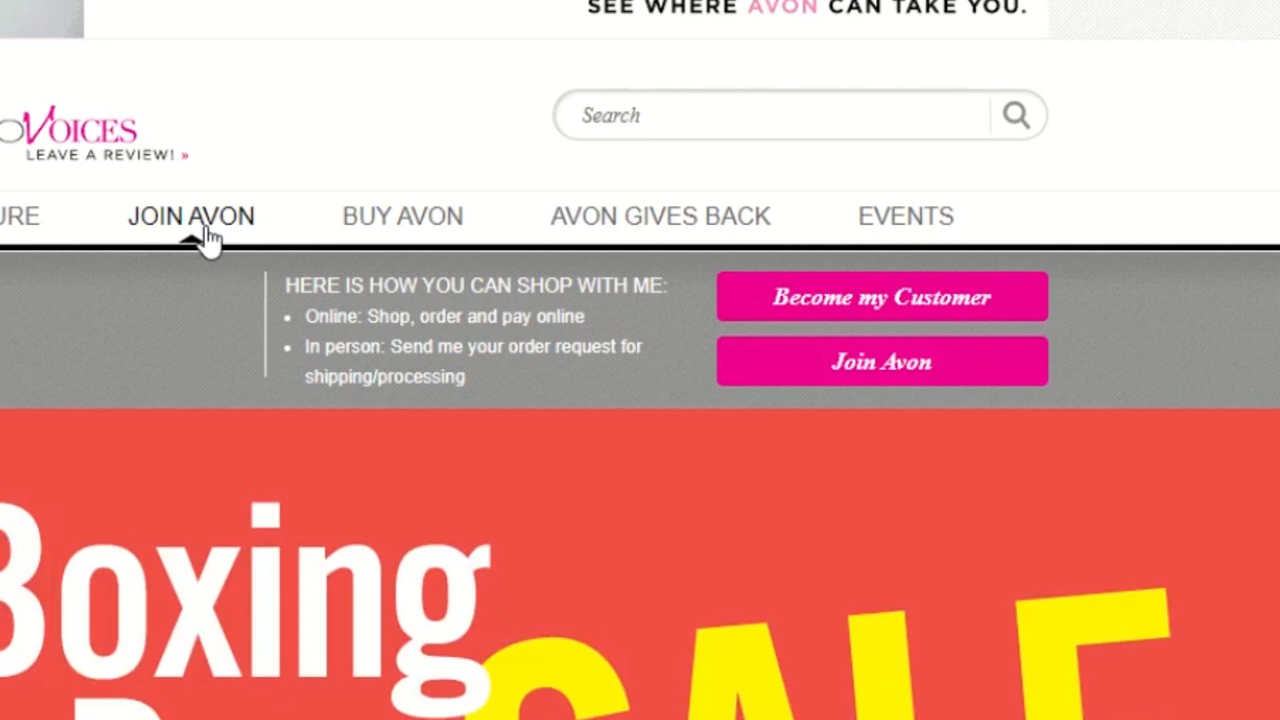 SEE WHERE AVON CAN TAKE YOU.
VOICES
LEAVE A REVIEW! »
Search
URE JOIN AVON BUY AVON AVON GIVES BACK EVENTS
HERE IS HOW YOU CAN SHOP WITH ME:
• Online: Shop, order and pay online
• In person: Send me your order request for
shipping/processing
Become my Customer
Join Avon
Boxing
SALE